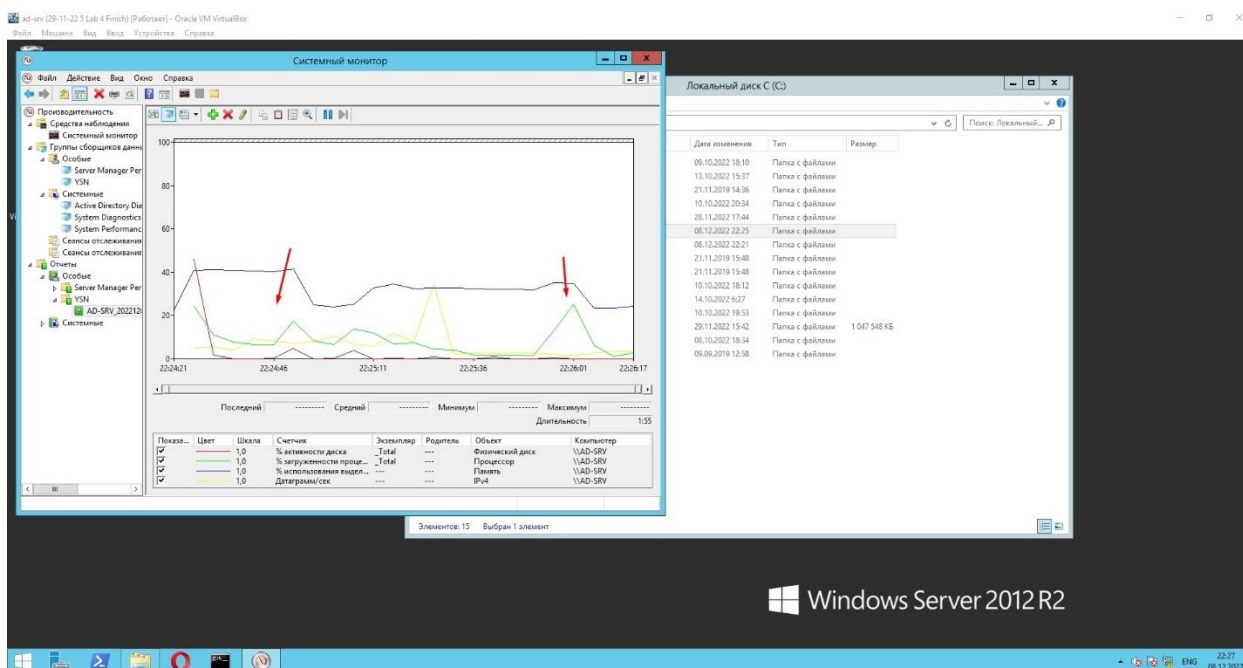 ad-srv (29-11-22 5 Lab 4 Finish) [Работает] - Oracle VM VirtualBox
Файл Машина Вид Ввод Устройства Справка
Системный монитор
Файл Действие Вид Окно Справка
Производительность
Средства наблюдения
Системный монитор
Группы сборщиков данн
Особые
Server Manager Per
YSN
Системные
Active Directory Dia
System Diagnostics
System Performanc
Сеансы отслеживания
Сеансы отслеживания
Отчеты
Особые
Server Manager Per
YSN
AD-SRV_2022120
Системные
100
80
60
40
20
0
22:24:21 22:24:46 22:25:11 22:25:36 22:26:01 22:26:17
Последний --------- Средний --------- Минимум --------- Максимум ---------
Длительность 1:55
Показа... Цвет Шкала Счетчик Экземпляр Родитель Объект Компьютер
1,0 % активности диска _Total --- Физический диск \\AD-SRV
1,0 % загруженности проце... _Total --- Процессор \\AD-SRV
1,0 % использования выдел... --- --- Память \\AD-SRV
1,0 Датаграмм/сек --- --- IPv4 \\AD-SRV
Локальный диск C (C:)
Поиск: Локальный...
Дата изменения Тип Размер
09.10.2022 18:10 Папка с файлами
13.10.2022 15:37 Папка с файлами
21.11.2019 14:36 Папка с файлами
10.10.2022 20:34 Папка с файлами
28.11.2022 17:44 Папка с файлами
08.12.2022 22:25 Папка с файлами
08.12.2022 22:21 Папка с файлами
21.11.2019 15:48 Папка с файлами
21.11.2019 15:48 Папка с файлами
10.10.2022 18:12 Папка с файлами
14.10.2022 6:27 Папка с файлами
10.10.2022 19:53 Папка с файлами
29.11.2022 15:42 Папка с файлами 1 047 548 КБ
08.10.2022 18:34 Папка с файлами
09.09.2019 12:58 Папка с файлами
Элементов: 15 Выбран 1 элемент
Windows Server 2012 R2
ENG
22:27
08.12.2022